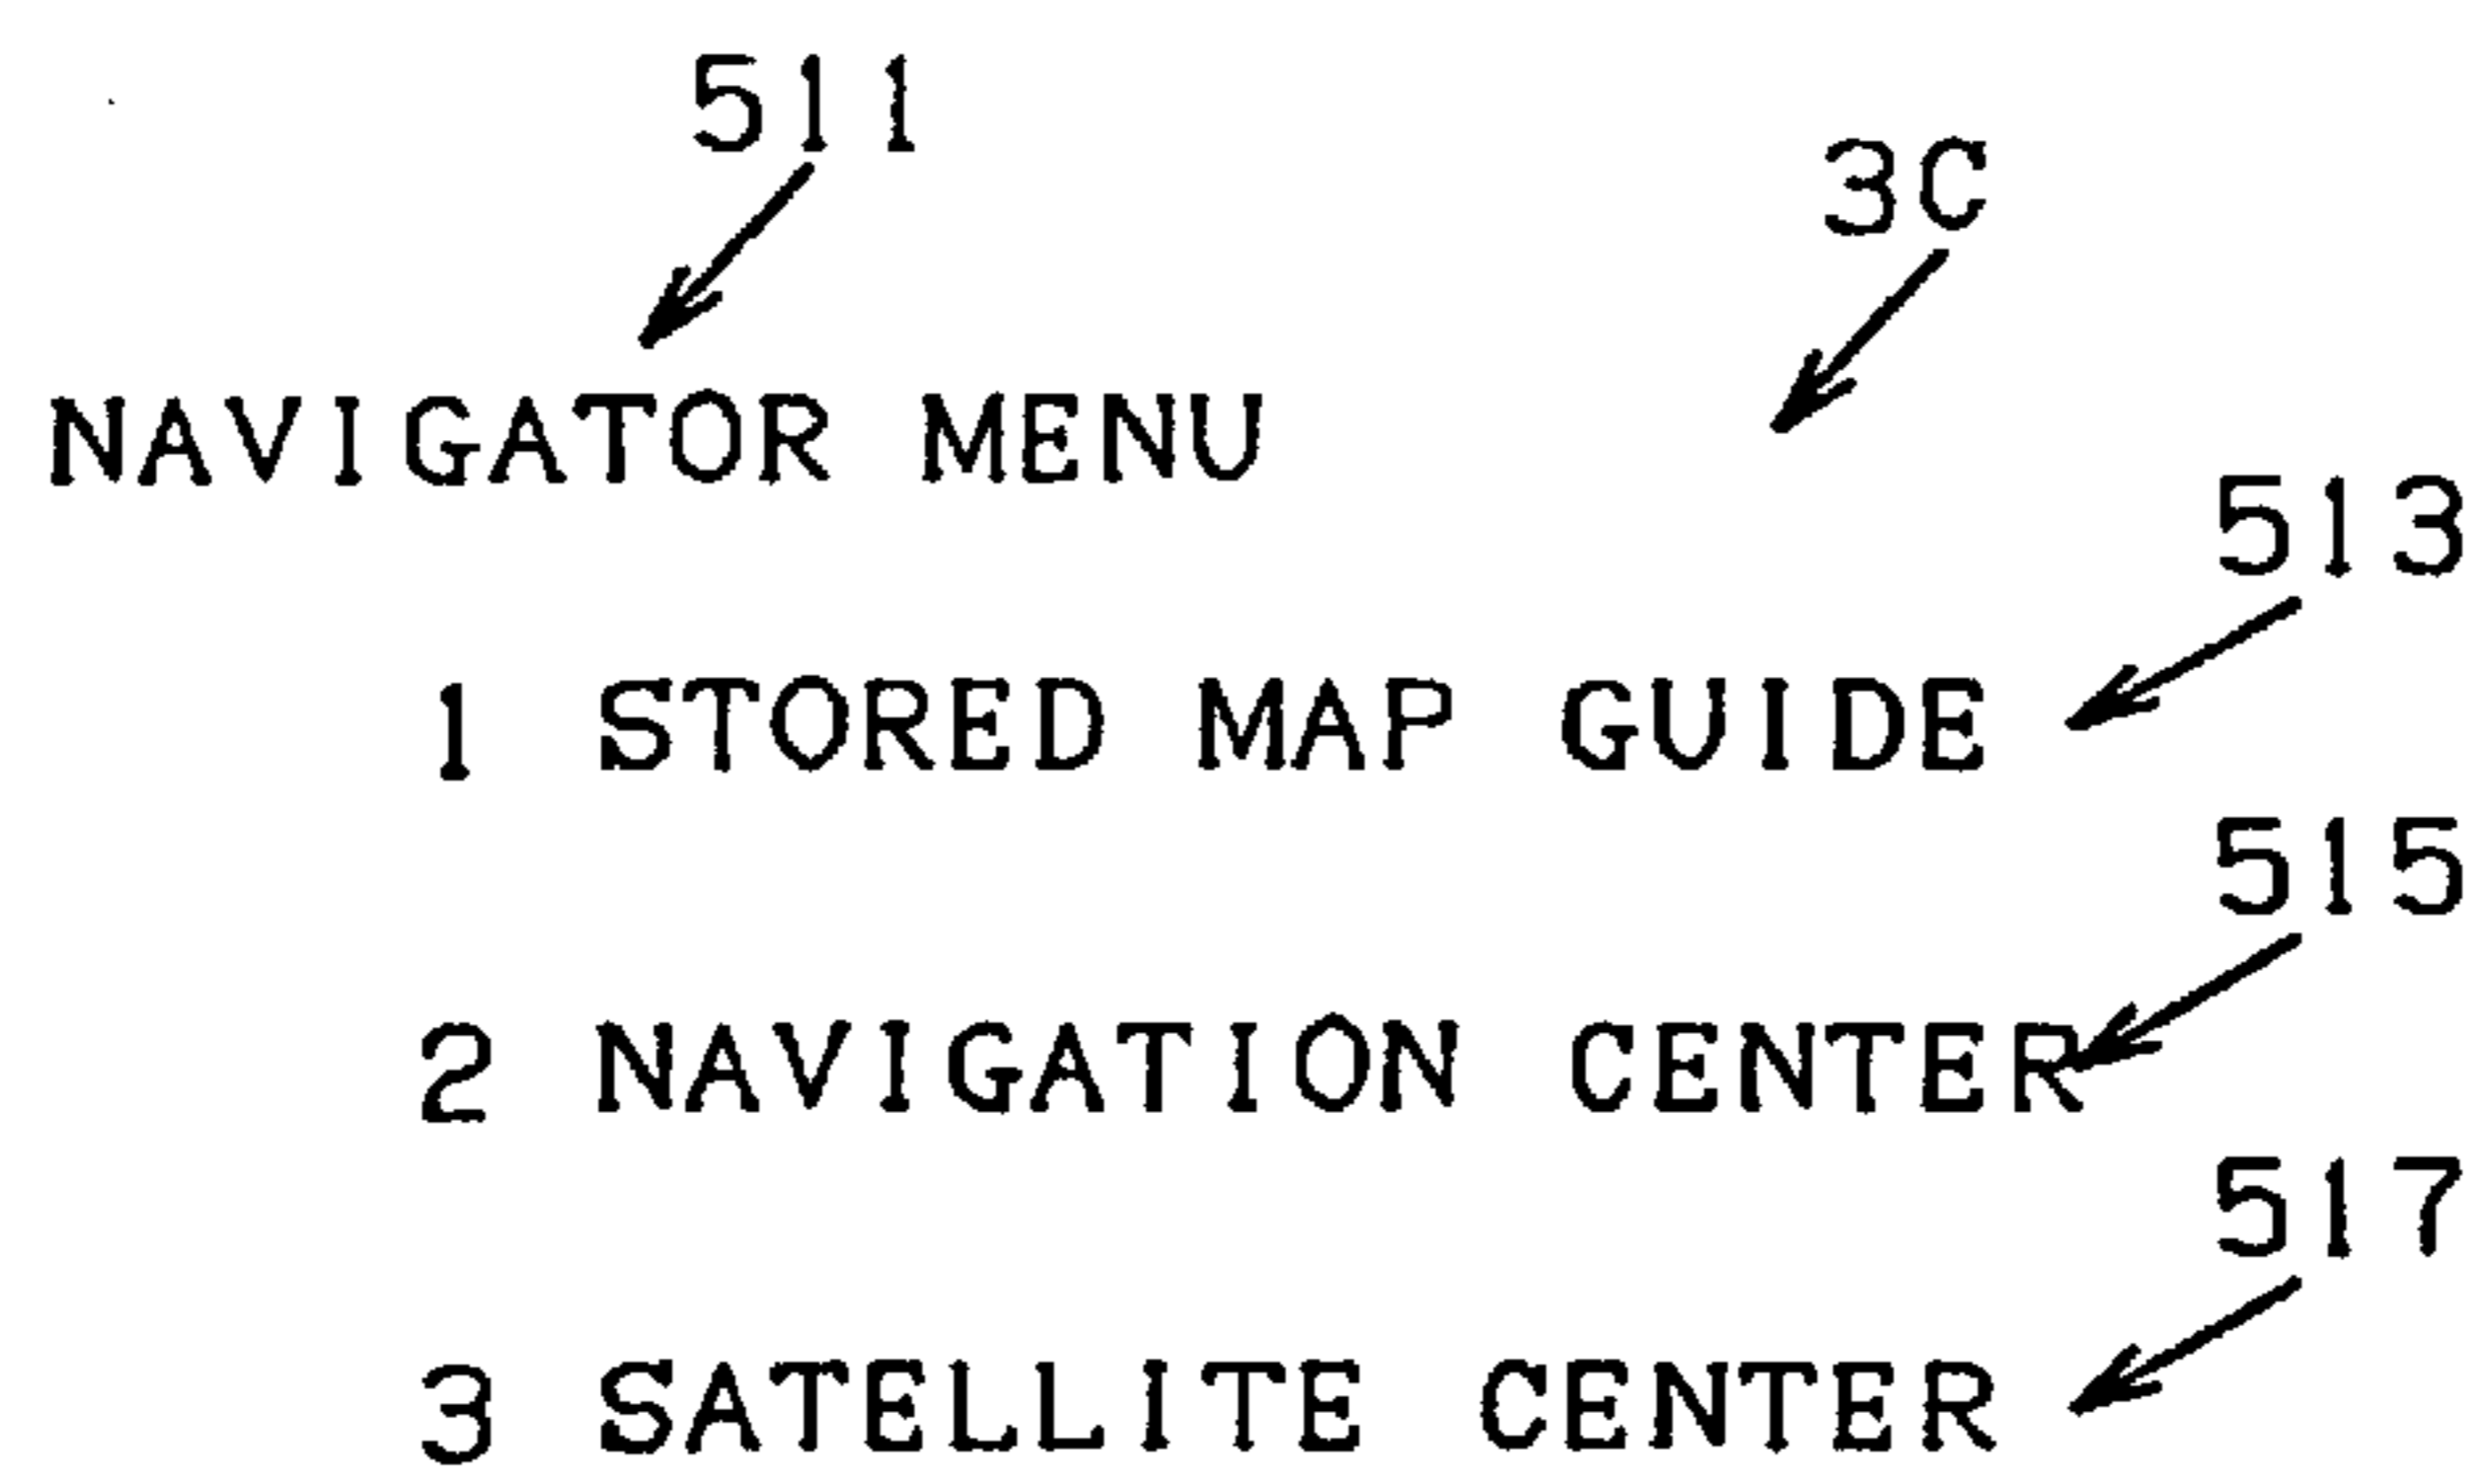 511
3C
NAVIGATOR MENU
513
1 STORED MAP GUIDE
515
2 NAVIGATION CENTER
517
3 SATELLITE CENTER